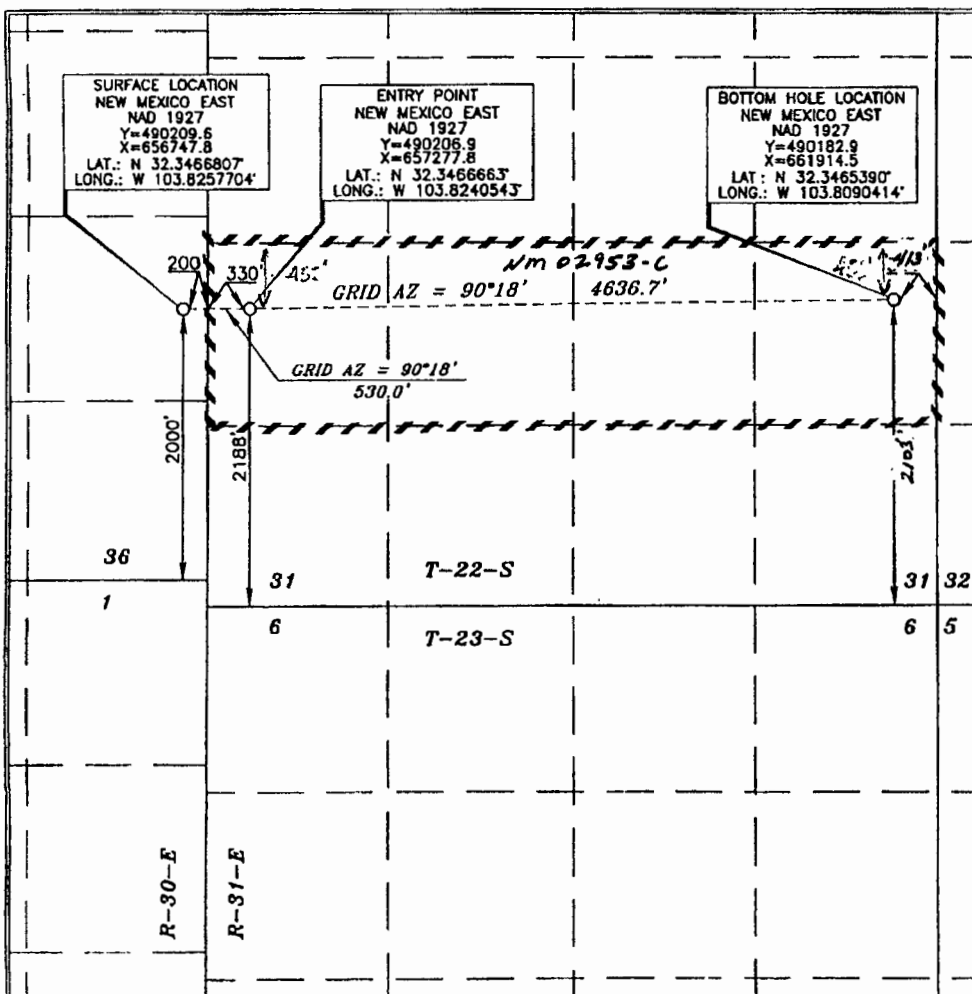 SURFACE LOCATION
NEW MEXICO EAST
NAD 1927
Y=490209.6
X=656747.8
LAT.: N 32.3466807°
LONG.: W 103.8257704°
ENTRY POINT
NEW MEXICO EAST
NAD 1927
Y=490206.9
X=657277.8
LAT.: N 32.3466663°
LONG.: W 103.8240543°
BOTTOM HOLE LOCATION
NEW MEXICO EAST
NAD 1927
Y=490182.9
X=661914.5
LAT.: N 32.3465390°
LONG.: W 103.8090414°
200'
330'
NM 02953-C
413'
GRID AZ = 90°18'
4636.7'
GRID AZ = 90°18'
530.0'
2000'
2188'
2103'
36
31
T-22-S
31
32
1
6
T-23-S
6
5
R-30-E
R-31-E